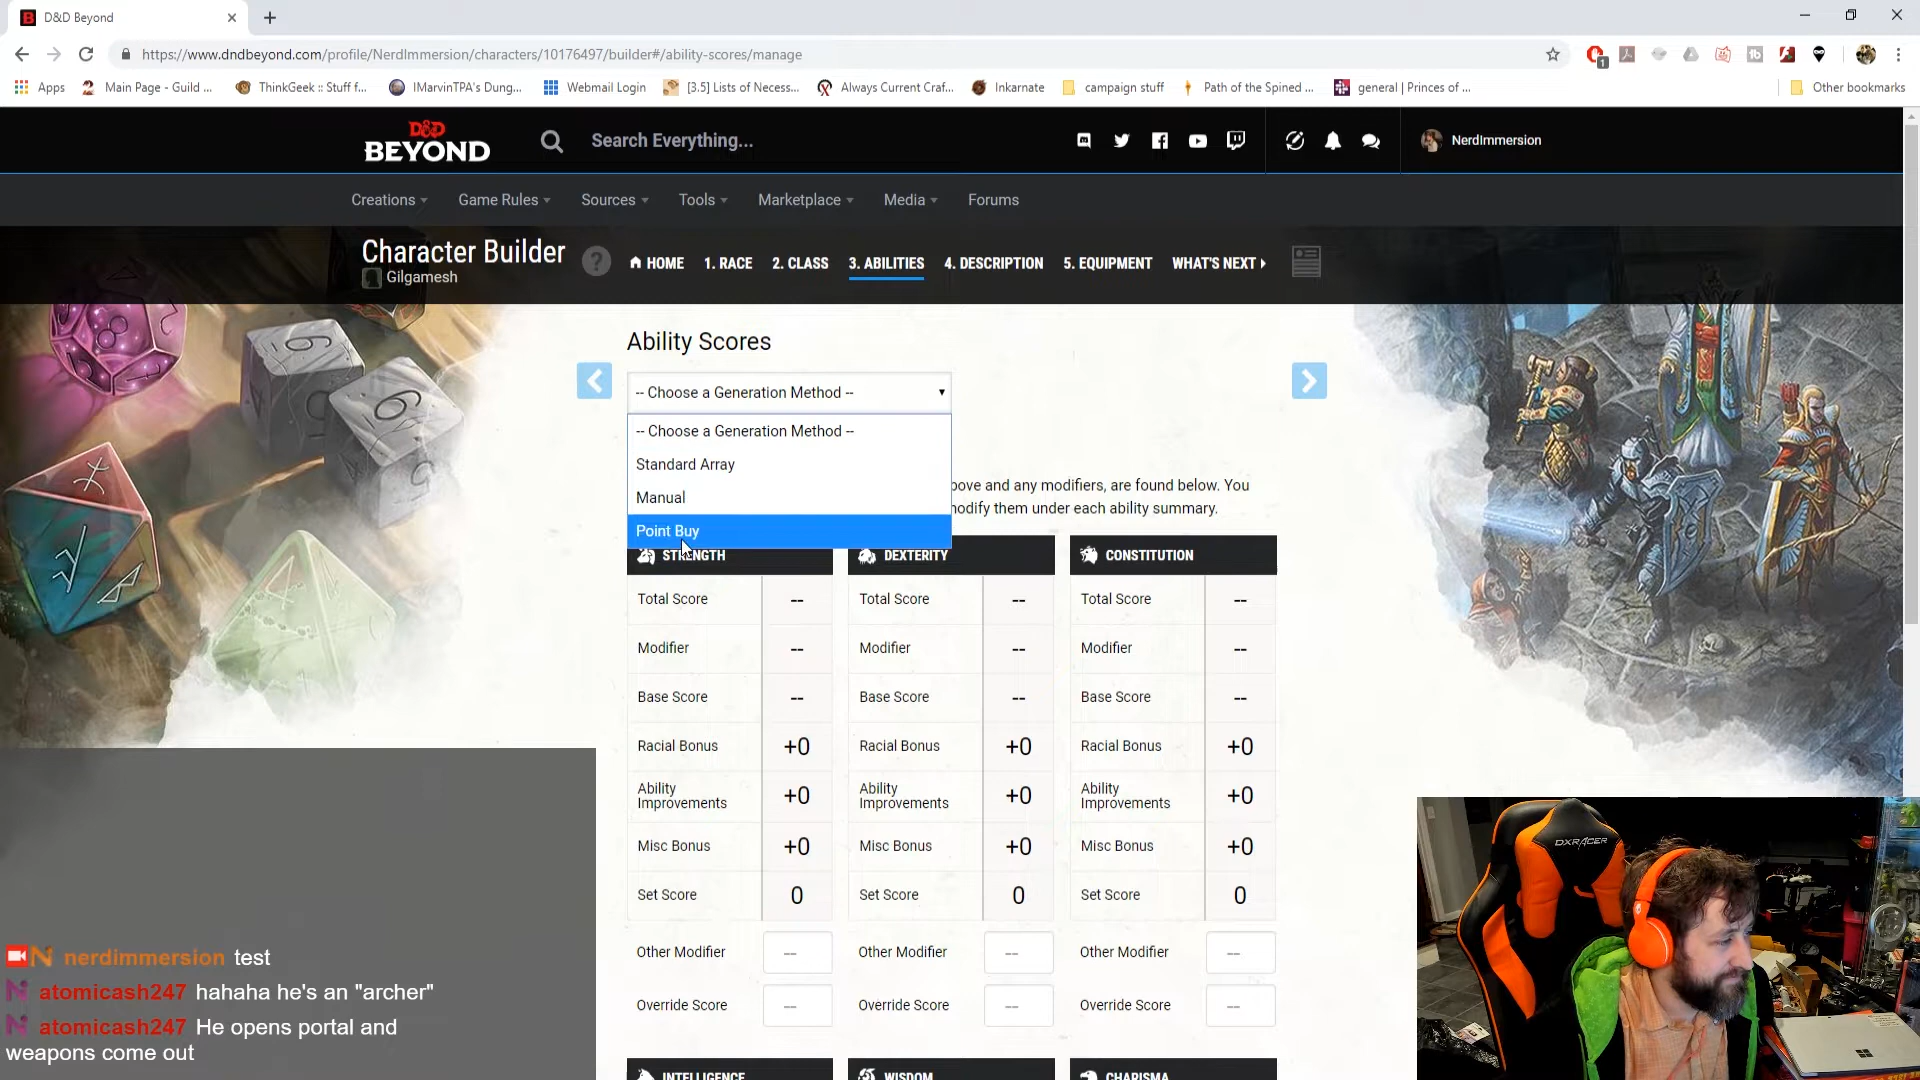 D&D Beyond
https://www.dndbeyond.com/profile/NerdImmersion/characters/10176497/builder#/ability-scores/manage
1
Apps Main Page - Guild ... ThinkGeek :: Stuff f... IMarvinTPA's Dung... Webmail Login [3.5] Lists of Necess... Always Current Craf... Inkarnate campaign stuff Path of the Spined ... general | Princes of ... Other bookmarks
D&D
BEYOND Search Everything... NerdImmersion
Creations Game Rules Sources Tools Marketplace Media Forums
Character Builder
Gilgamesh
? HOME 1. RACE 2. CLASS 3. ABILITIES 4. DESCRIPTION 5. EQUIPMENT WHAT'S NEXT
Ability Scores
-- Choose a Generation Method --
-- Choose a Generation Method --
Standard Array
Manual
Point Buy
bove and any modifiers, are found below. You
modify them under each ability summary.
STRENGTH DEXTERITY CONSTITUTION
Total Score -- Total Score -- Total Score --
Modifier -- Modifier -- Modifier --
Base Score -- Base Score -- Base Score --
Racial Bonus +0 Racial Bonus +0 Racial Bonus +0
Ability Improvements +0 Ability Improvements +0 Ability Improvements +0
Misc Bonus +0 Misc Bonus +0 Misc Bonus +0
Set Score 0 Set Score 0 Set Score 0
Other Modifier -- Other Modifier -- Other Modifier --
Override Score -- Override Score -- Override Score --
INTELLIGENCE WISDOM CHARISMA
nerdimmersion test
atomicash247 hahaha he's an "archer"
atomicash247 He opens portal and
weapons come out
DXRACER